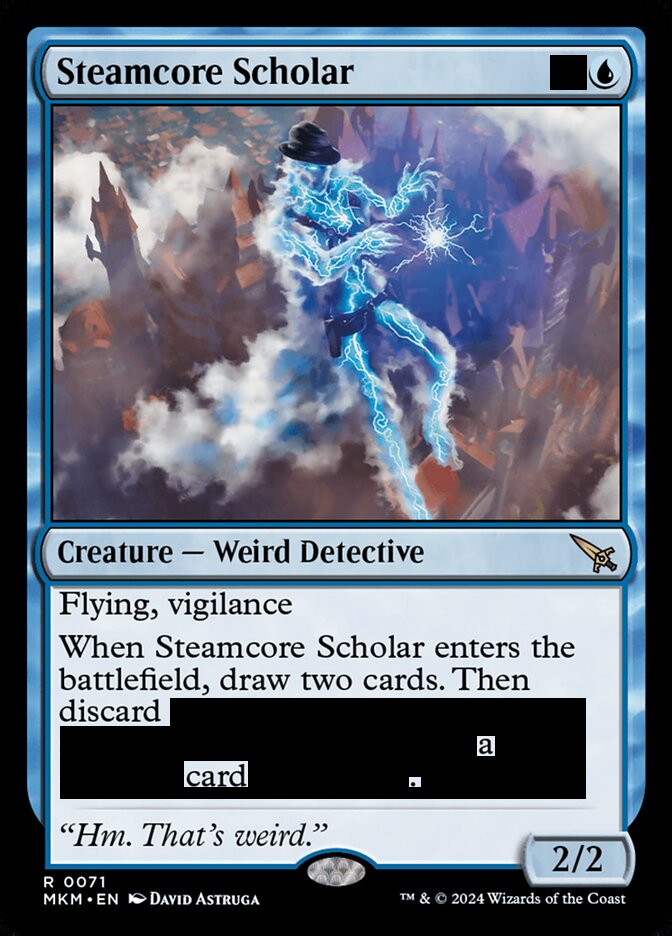 Steamcore Scholar
Creature — Weird Detective
Flying, vigilance
When Steamcore Scholar enters the
battlefield, draw two cards. Then
discard
a
card .
“Hm. That’s weird.”
2/2
R 0071
MKM • EN DAVID ASTRUGA
™ & © 2024 Wizards of the Coast